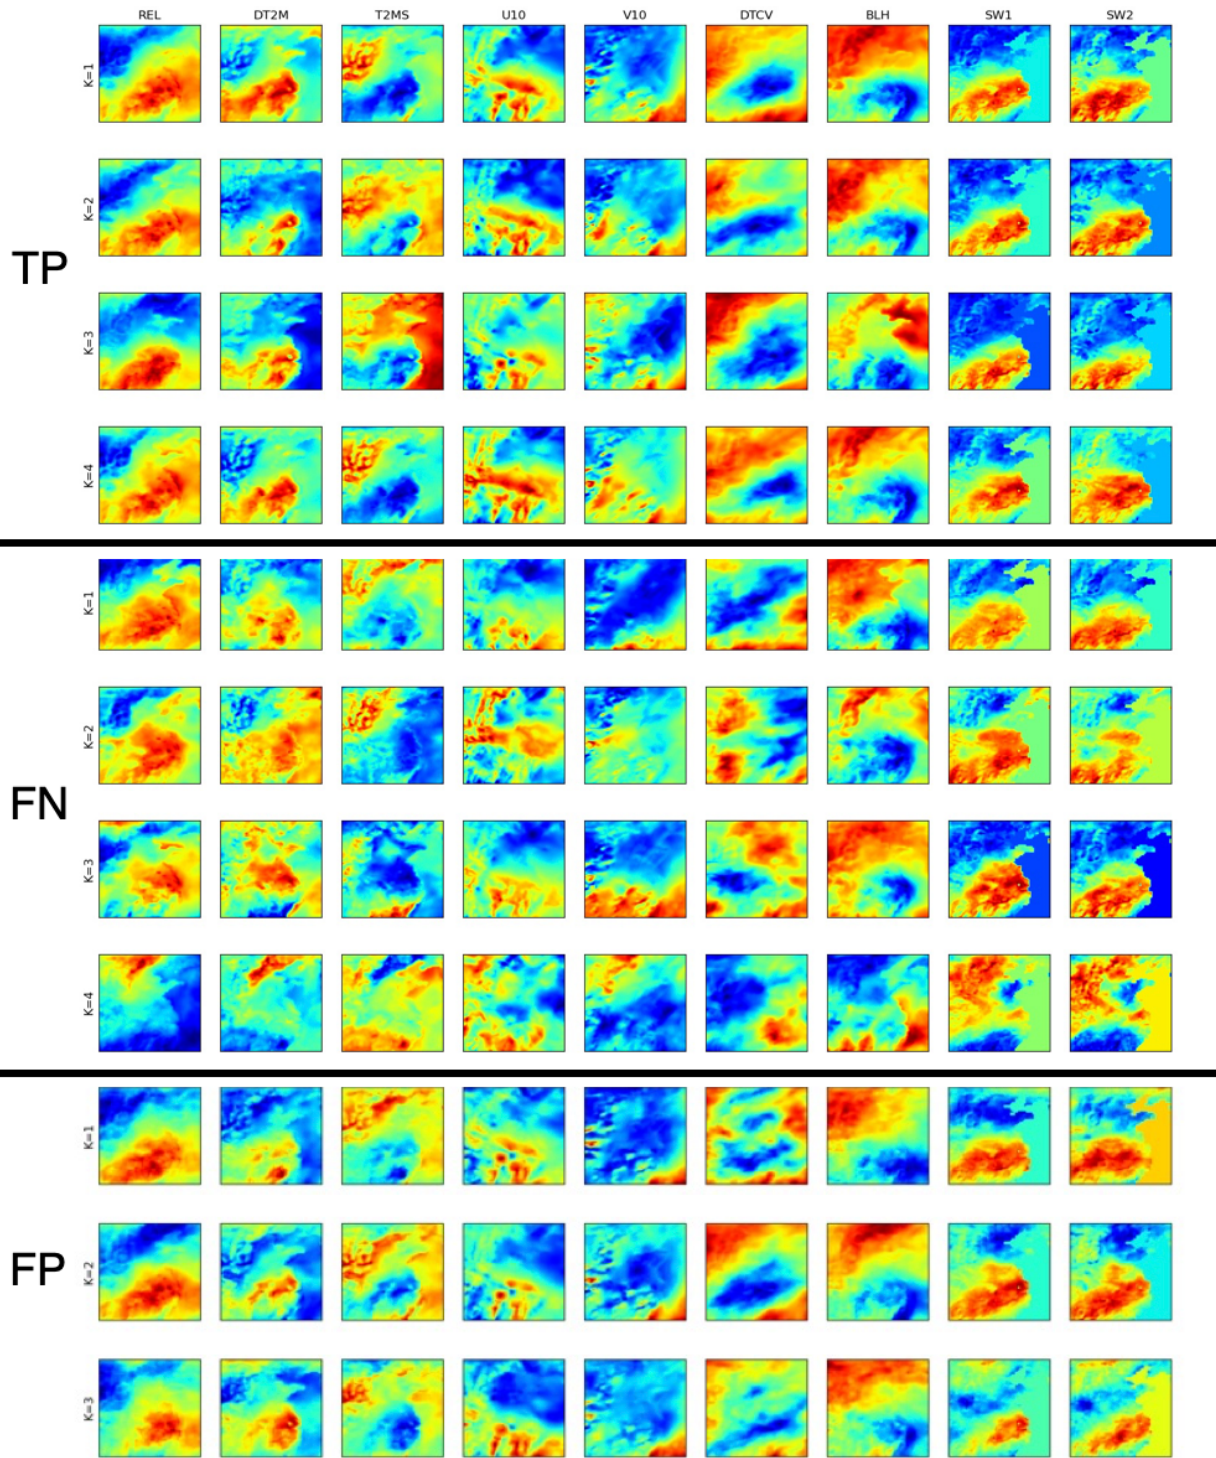 REL DT2M T2MS U10 V10 DTCV BLH SW1 SW2
K=1
K=2
TP
K=3
K=4
K=1
K=2
FN
K=3
K=4
K=1
FP
K=2
K=3